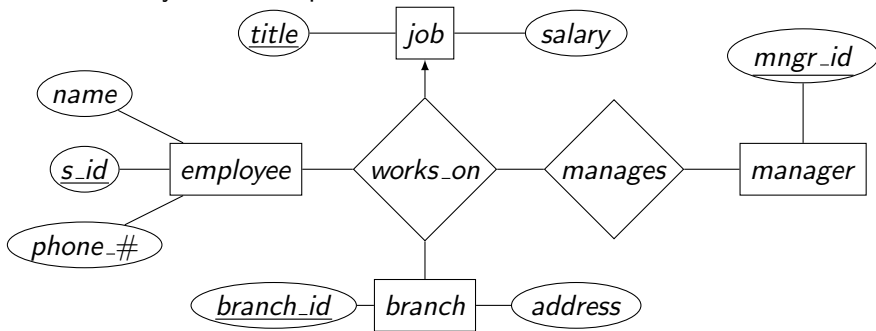 title job salary
mngr_id
name
s_id employee works_on manages manager
phone_#
branch_id branch address